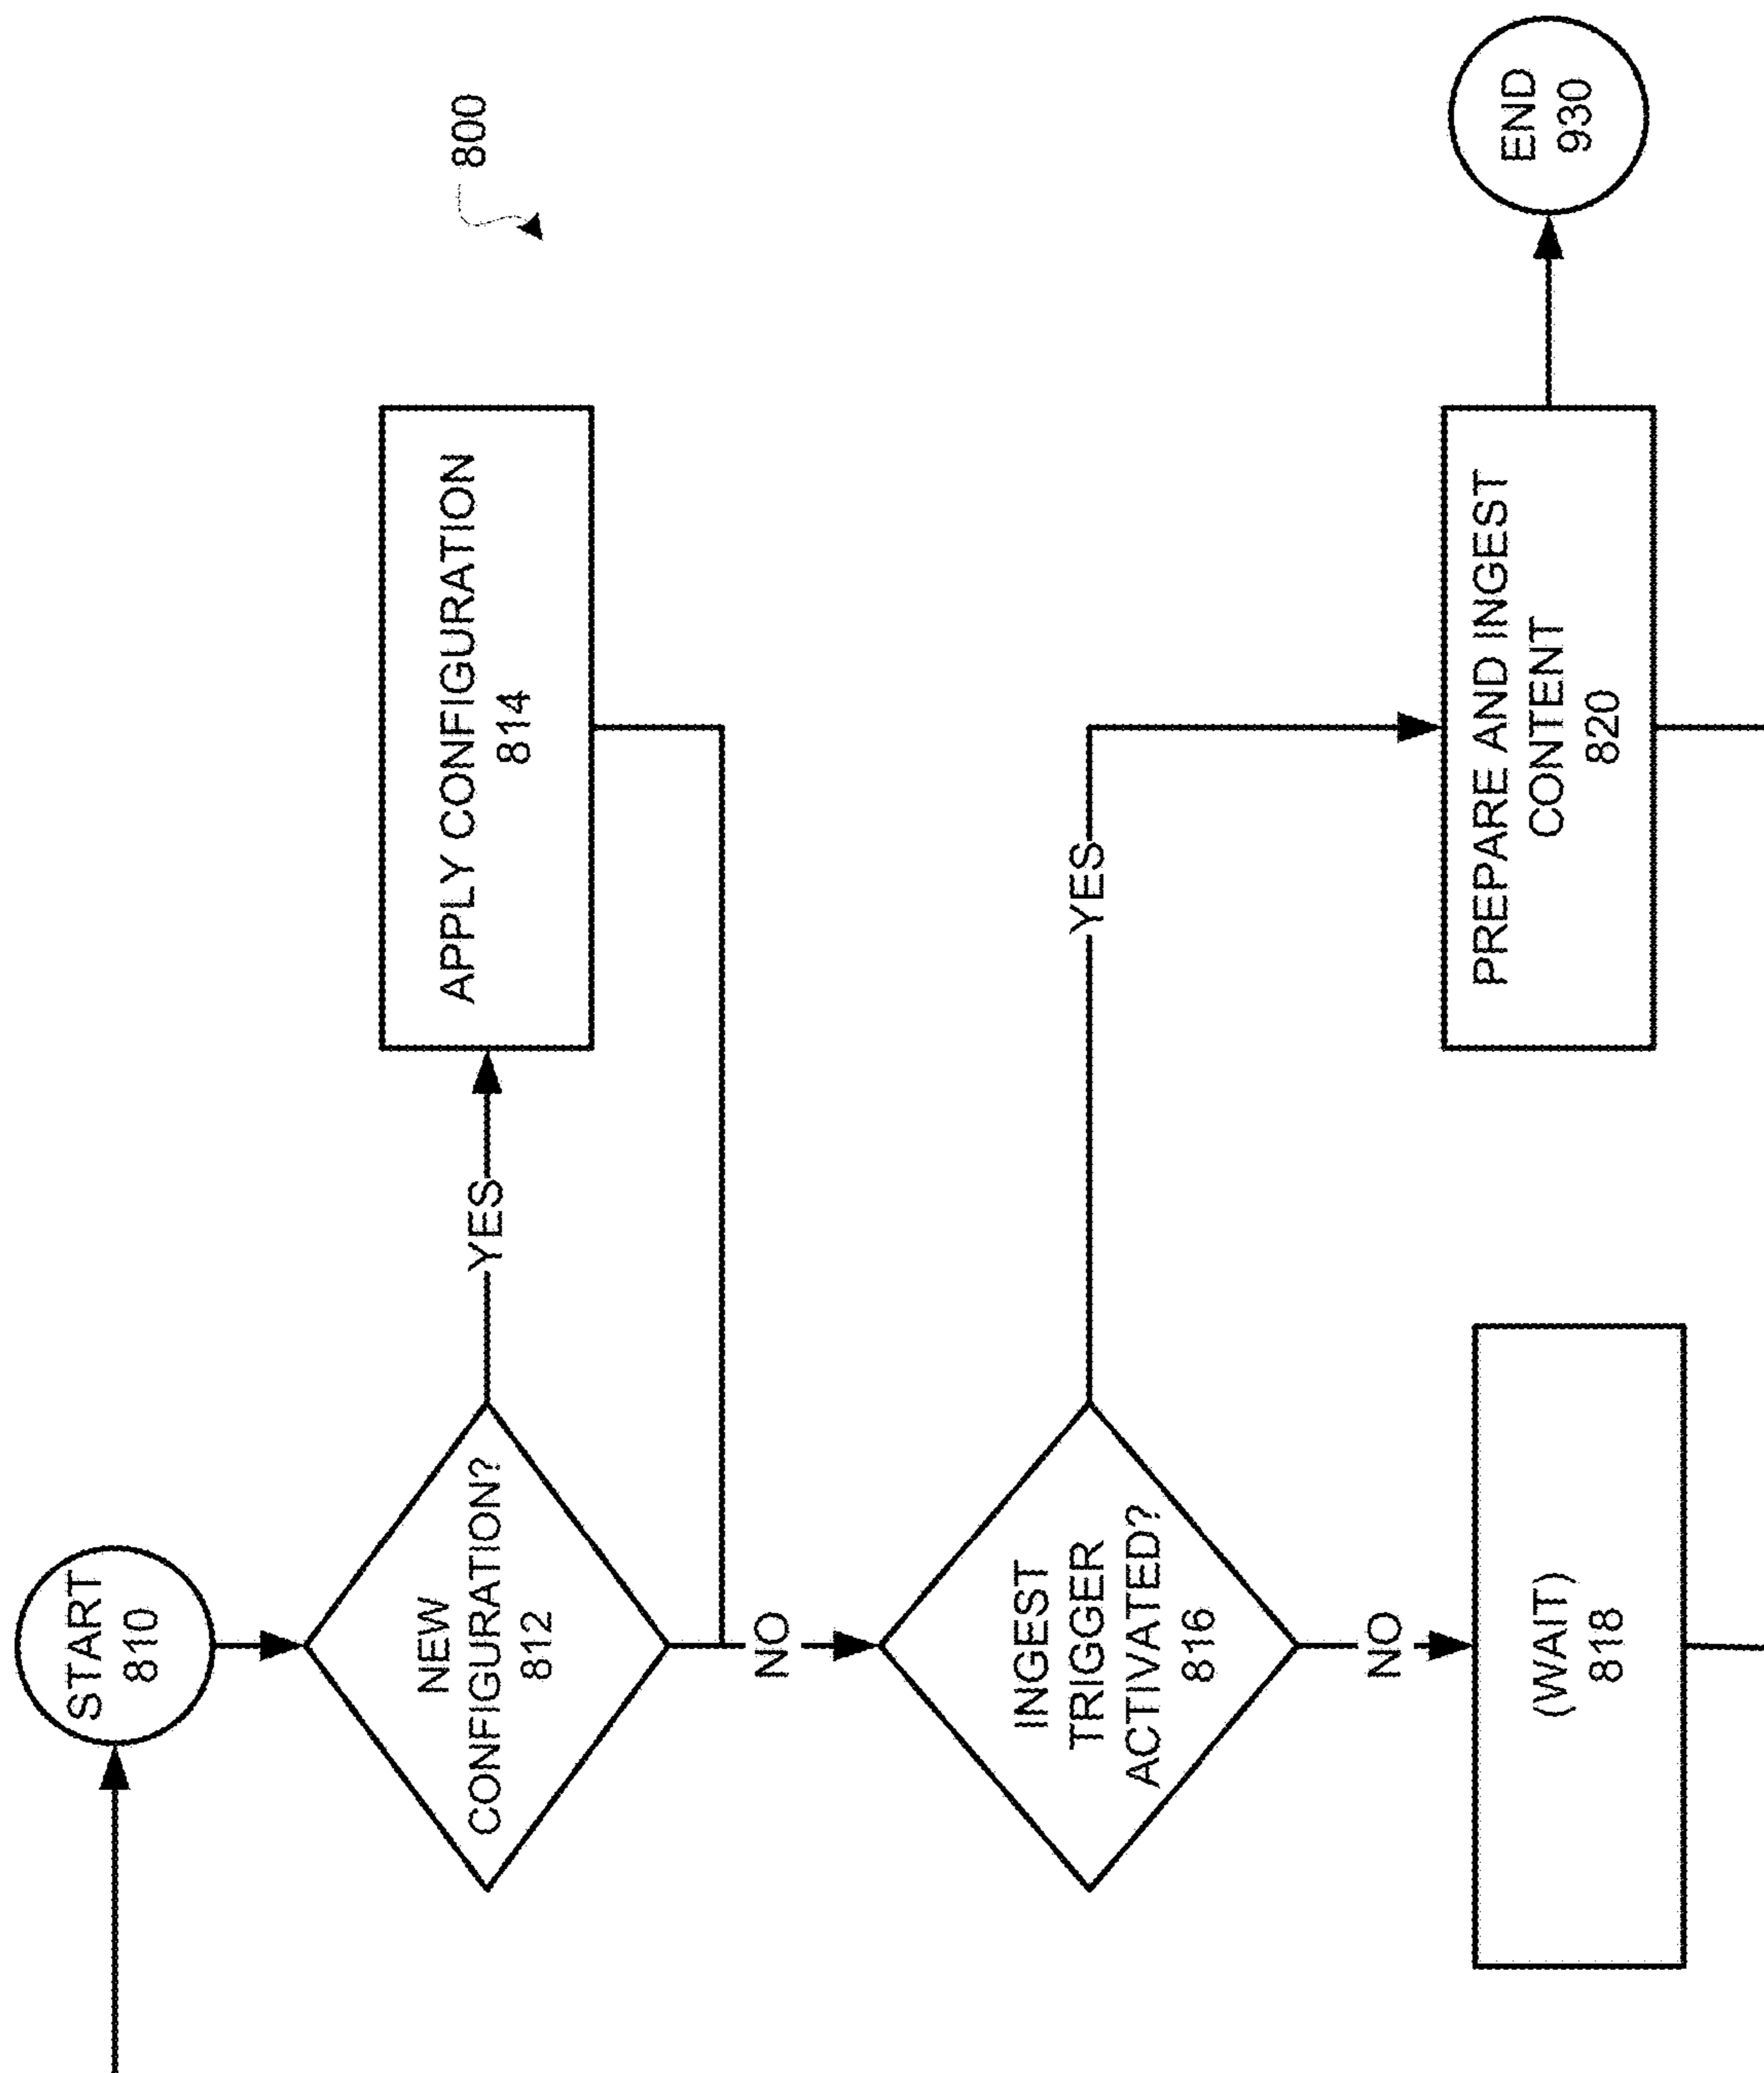 START
810
800
NEW
CONFIGURATION?
812
YES
APPLY CONFIGURATION
814
NO
INGEST
TRIGGER
ACTIVATED?
816
YES
NO
(WAIT)
818
PREPARE AND INGEST
CONTENT
820
END
930